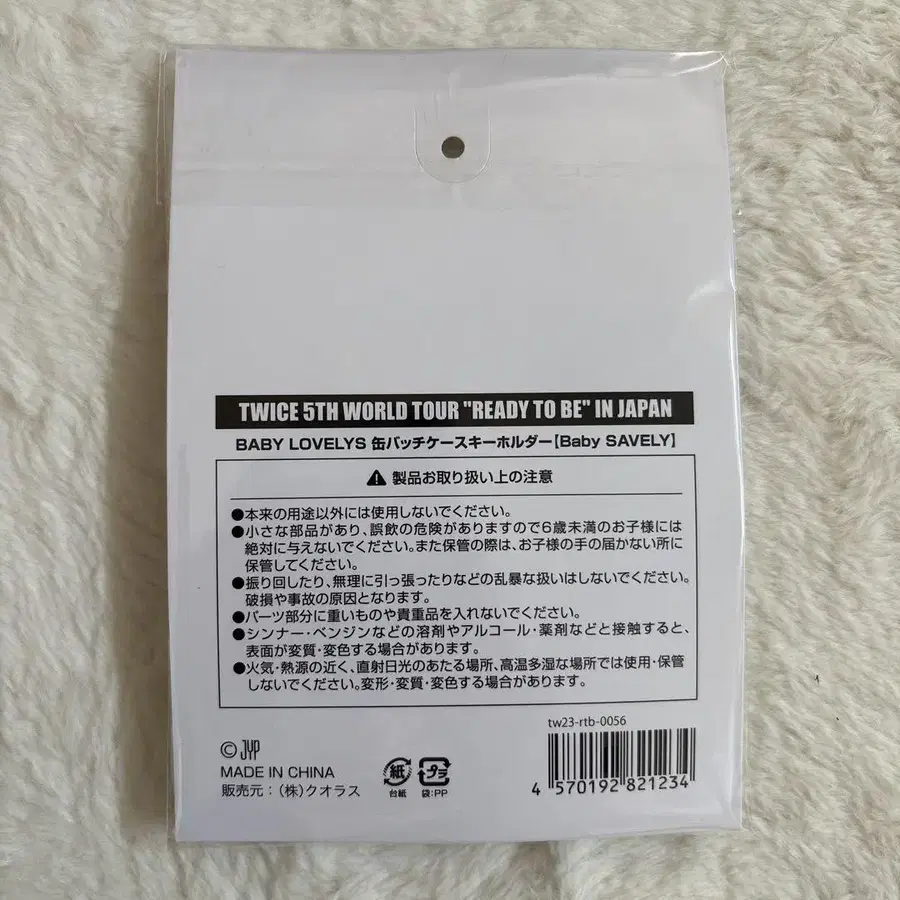 TWICE 5TH WORLD TOUR "READY TO BE" IN JAPAN
BABY LOVELYS 缶バッチケースキーホルダー【Baby SAVELY】
製品お取り扱い上の注意
●本来の用途以外には使用しないでください。
●小さな部品があり、誤飲の危険がありますので6歳未満のお子様には
絶対に与えないでください。また保管の際は、お子様の手の届かない所に
保管してください。
●振り回したり、無理に引っ張ったりなどの乱暴な扱いはしないでください。
破損や事故の原因となります。
●パーツ部分に重いものや貴重品を入れないでください。
●シンナー・ベンジンなどの溶剤やアルコール・薬剤などと接触すると、
表面が変質・変色する場合があります。
●火気・熱源の近く、直射日光のあたる場所、高温多湿な場所では使用・保管
しないでください。変形・変質・変色する場合があります。
tw23-rtb-0056
© JYP
MADE IN CHINA
販売元：（株）クオラス
紙
台紙
プラ
袋:PP
4 570192 821234